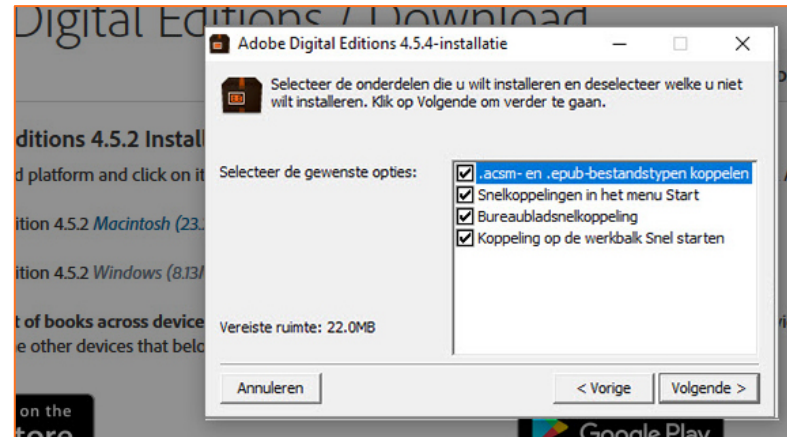 Digital Editions / Download
Adobe Digital Editions 4.5.4-installatie
Selecteer de onderdelen die u wilt installeren en deselecteer welke u niet
wilt installeren. Klik op Volgende om verder te gaan.
ditions 4.5.2 Install
d platform and click on it
Selecteer de gewenste opties:
.acsm- en .epub-bestandstypen koppelen
Snelkoppelingen in het menu Start
Bureaubladsnelkoppeling
Koppeling op de werkbalk Snel starten
ition 4.5.2 Macintosh (23.
ition 4.5.2 Windows (8.13
t of books across device
e other devices that belo
Vereiste ruimte: 22.0MB
Annuleren
< Vorige
Volgende >
on the
Google Play